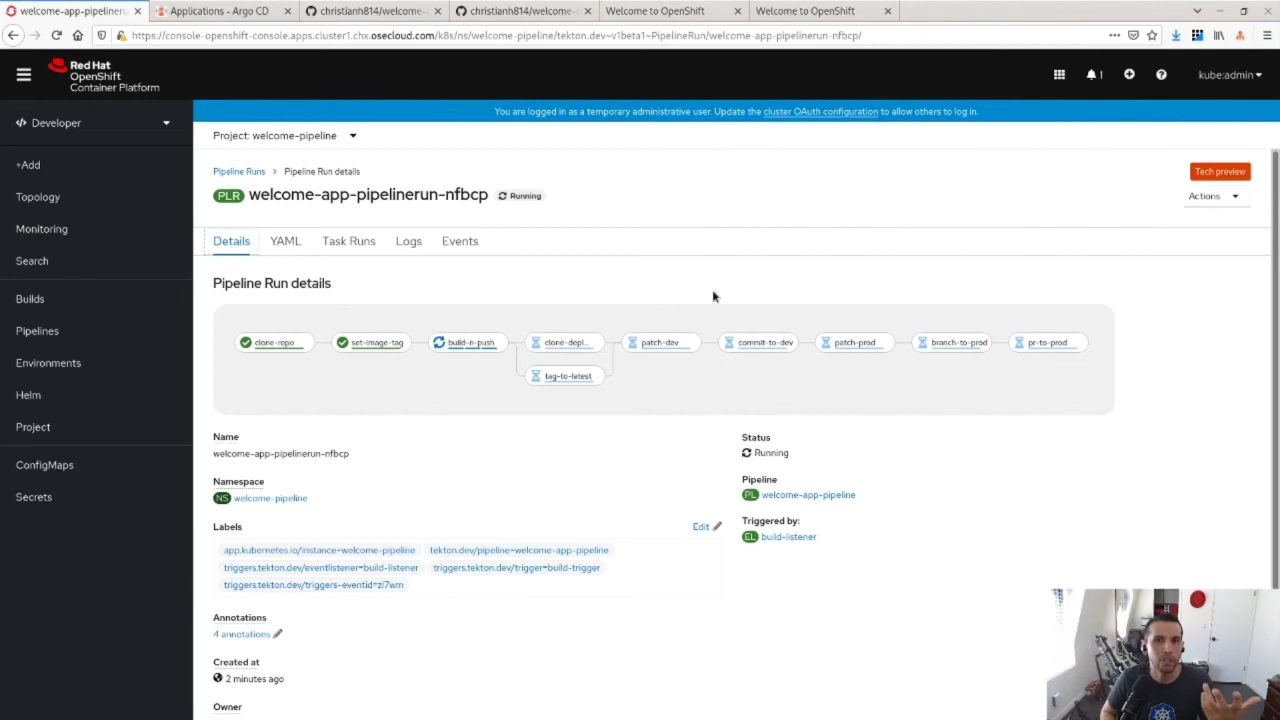 welcome-app-pipelinerun
Applications - Argo CD
christianh814/welcome-
christianh814/welcome-c
Welcome to OpenShift
Welcome to OpenShift
https://console-openshift-console.apps.cluster1.chx.osecloud.com/k8s/ns/welcome-pipeline/tekton.dev~v1beta1~PipelineRun/welcome-app-pipelinerun-nfbcp/
Red Hat
OpenShift
Container Platform
1
kube:admin
You are logged in as a temporary administrative user. Update the cluster OAuth configuration to allow others to log in.
Developer
+Add
Topology
Monitoring
Search
Builds
Pipelines
Environments
Helm
Project
ConfigMaps
Secrets
Project: welcome-pipeline
Pipeline Runs > Pipeline Run details
Tech preview
PLR welcome-app-pipelinerun-nfbcp Running
Actions
Details YAML Task Runs Logs Events
Pipeline Run details
clone-repo set-image-tag build-n-push clone-depl... patch-dev commit-to-dev patch-prod branch-to-prod pr-to-prod
tag-to-latest
Name
welcome-app-pipelinerun-nfbcp
Namespace
NS welcome-pipeline
Labels Edit
app.kubernetes.io/instance=welcome-pipeline tekton.dev/pipeline=welcome-app-pipeline
triggers.tekton.dev/eventlistener=build-listener triggers.tekton.dev/trigger=build-trigger
triggers.tekton.dev/triggers-eventid=zl7wm
Annotations
4 annotations
Created at
2 minutes ago
Owner
Status
Running
Pipeline
PL welcome-app-pipeline
Triggered by:
EL build-listener